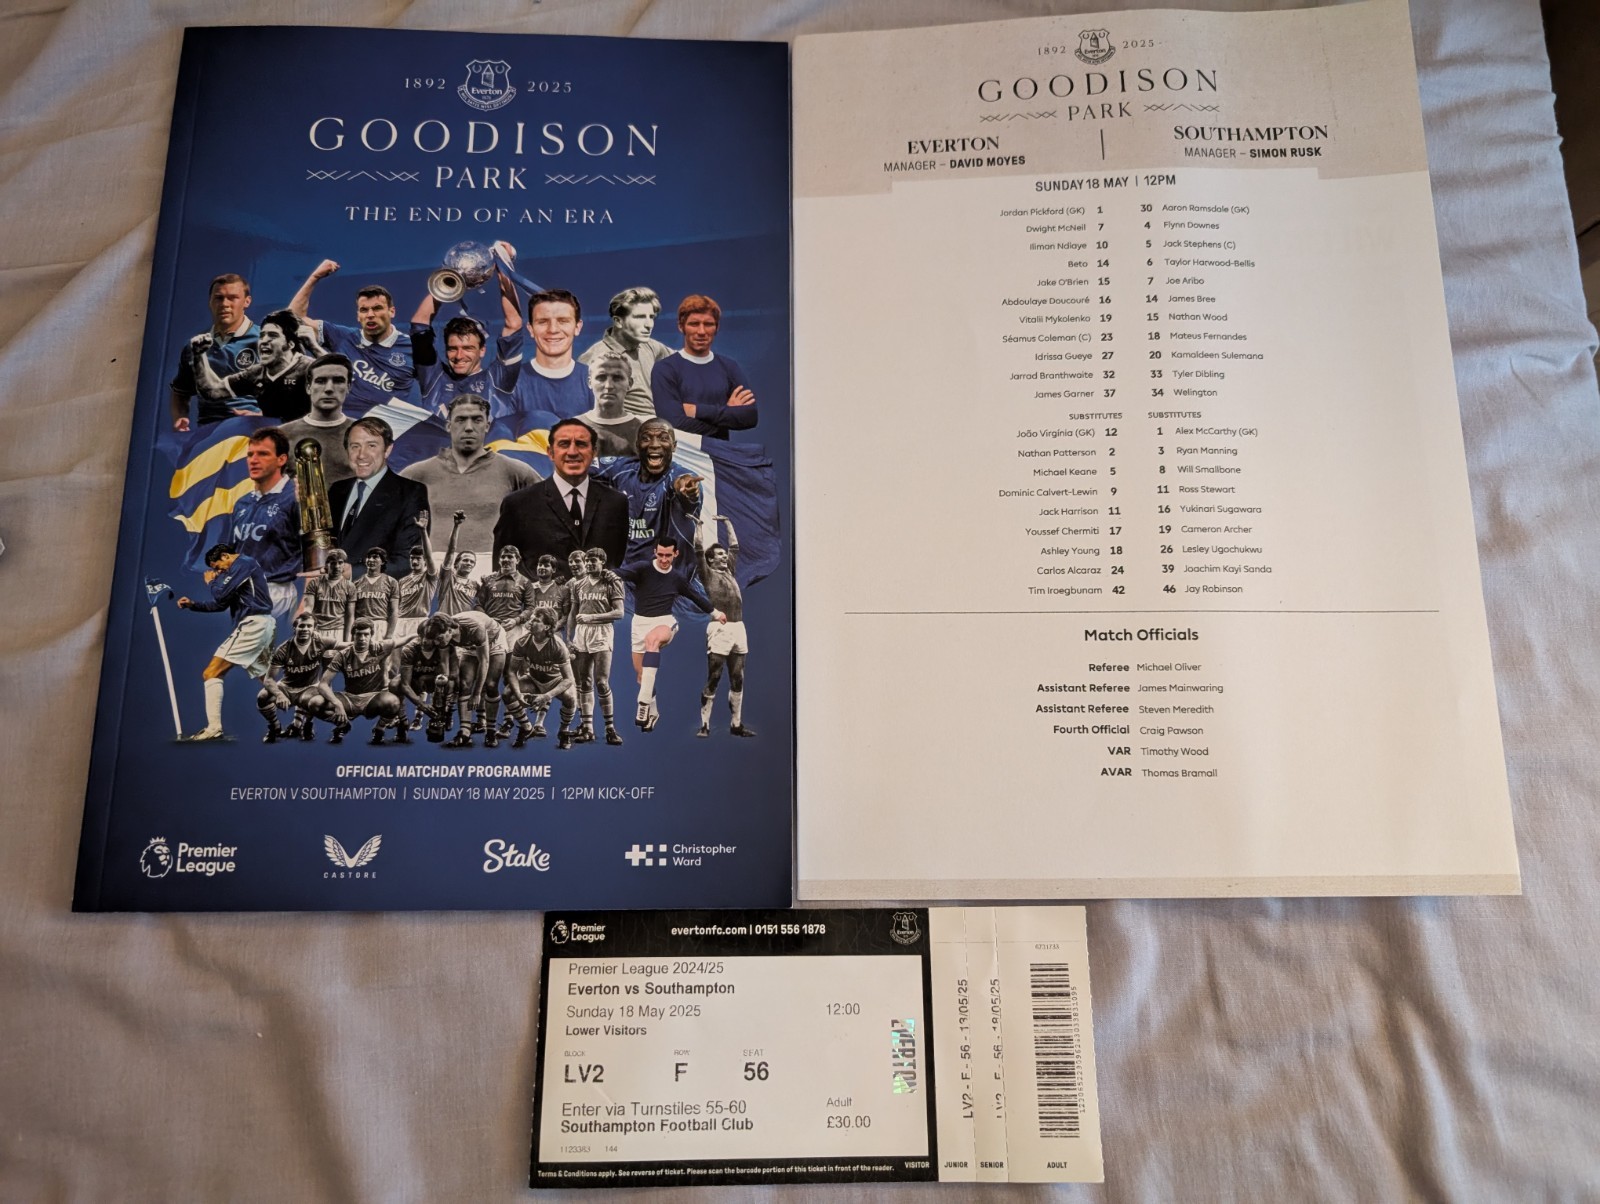 1892 Everton 2025
GOODISON
PARK
THE END OF AN ERA
Stake
NEC
HAFNIA
OFFICIAL MATCHDAY PROGRAMME
EVERTON V SOUTHAMPTON | SUNDAY 18 MAY 2025 | 12PM KICK-OFF
Premier League
CASTORE
Stake
Christopher Ward
1892 Everton 2025
GOODISON
PARK
EVERTON | SOUTHAMPTON
MANAGER – DAVID MOYES MANAGER – SIMON RUSK
SUNDAY 18 MAY | 12PM
Jordan Pickford (GK) 1 30 Aaron Ramsdale (GK)
Dwight McNeil 7 4 Flynn Downes
Iliman Ndiaye 10 5 Jack Stephens (C)
Beto 14 6 Taylor Harwood-Bellis
Jake O'Brien 15 7 Joe Aribo
Abdoulaye Doucouré 16 14 James Bree
Vitalii Mykolenko 19 15 Nathan Wood
Séamus Coleman (C) 23 18 Mateus Fernandes
Idrissa Gueye 27 20 Kamaldeen Sulemana
Jarrad Branthwaite 32 33 Tyler Dibling
James Garner 37 34 Welington
SUBSTITUTES SUBSTITUTES
João Virgínia (GK) 12 1 Alex McCarthy (GK)
Nathan Patterson 2 3 Ryan Manning
Michael Keane 5 8 Will Smallbone
Dominic Calvert-Lewin 9 11 Ross Stewart
Jack Harrison 11 16 Yukinari Sugawara
Youssef Chermiti 17 19 Cameron Archer
Ashley Young 18 26 Lesley Ugochukwu
Carlos Alcaraz 24 39 Joachim Kayi Sanda
Tim Iroegbunam 42 46 Jay Robinson
Match Officials
Referee Michael Oliver
Assistant Referee James Mainwaring
Assistant Referee Steven Meredith
Fourth Official Craig Pawson
VAR Timothy Wood
AVAR Thomas Bramall
Premier League
evertonfc.com | 0151 556 1878
Premier League 2024/25
Everton vs Southampton
Sunday 18 May 2025 12:00
Lower Visitors
BLOCK ROW SEAT
LV2 F 56
EVERTON
Enter via Turnstiles 55-60 Adult
Southampton Football Club £30.00
144
Terms & Conditions apply. See reverse of ticket. Please scan the barcode portion of this ticket in front of the reader. VISITOR
LV2 - F - 56 - 18/05/25
LV2 - F - 56 - 18/05/25
JUNIOR SENIOR ADULT